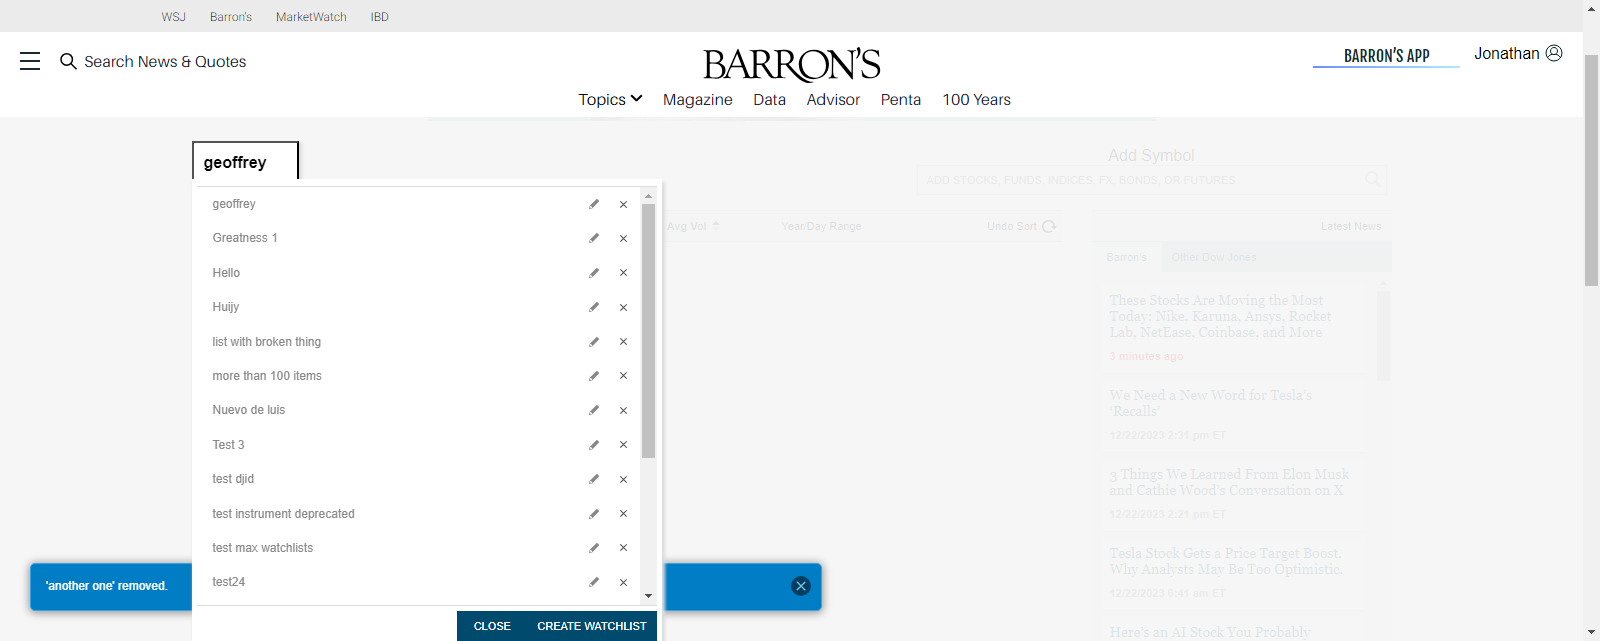 WSJ Barron's MarketWatch IBD
Search News & Quotes
BARRON'S
BARRON'S APP
Jonathan
Topics Magazine Data Advisor Penta 100 Years
geoffrey
geoffrey
Greatness 1
Hello
Huijy
list with broken thing
more than 100 items
Nuevo de luis
Test 3
test djid
test instrument deprecated
test max watchlists
test24
CLOSE CREATE WATCHLIST
'another one' removed.
Add Symbol
ADD STOCKS, FUNDS, INDICES, FX, BONDS, OR FUTURES
Avg Vol Year/Day Range Undo Sort
Latest News
Barron's Other Dow Jones
These Stocks Are Moving the Most
Today: Nike, Karuna, Ansys, Rocket
Lab, NetEase, Coinbase, and More
3 minutes ago
We Need a New Word for Tesla's
'Recalls'
12/22/2023 2:31 pm ET
3 Things We Learned From Elon Musk
and Cathie Wood's Conversation on X
12/22/2023 2:21 pm ET
Tesla Stock Gets a Price Target Boost.
Why Analysts May Be Too Optimistic.
12/22/2023 6:41 am ET
Here's an AI Stock You Probably